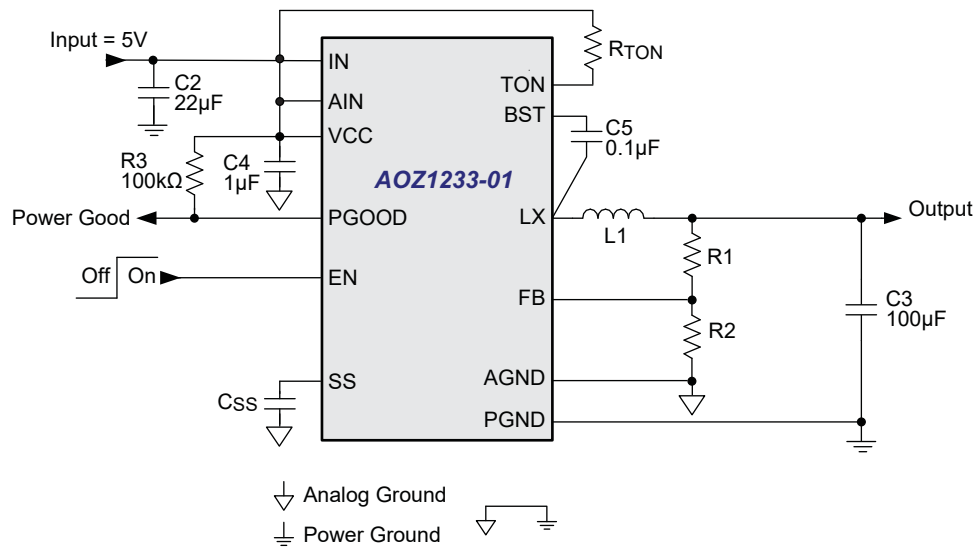 Input = 5V
C2
22µF
R3
100kΩ
C4
1µF
Power Good
Off
On
CSS
IN
AIN
VCC
PGOOD
EN
SS
AOZ1233-01
TON
BST
LX
FB
AGND
PGND
RTON
C5
0.1µF
L1
R1
R2
Output
C3
100µF
Analog Ground
Power Ground